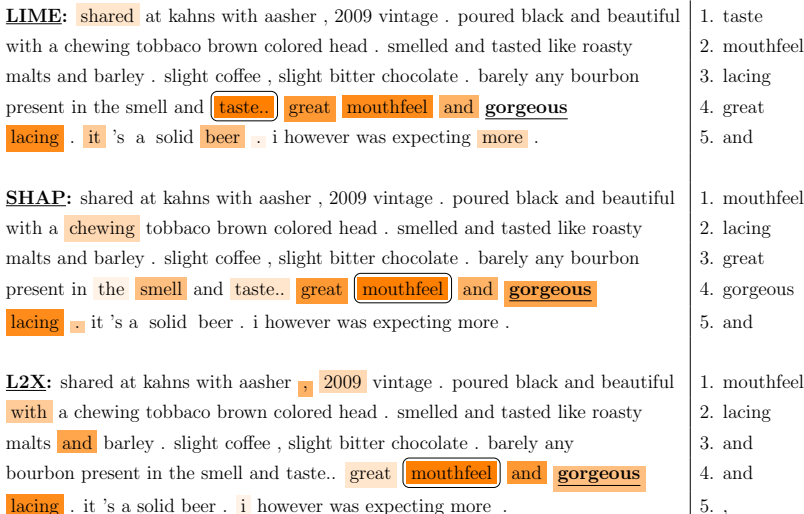 LIME: shared at kahns with aasher , 2009 vintage . poured black and beautiful
with a chewing tobbaco brown colored head . smelled and tasted like roasty
malts and barley . slight coffee , slight bitter chocolate . barely any bourbon
present in the smell and taste.. great mouthfeel and gorgeous
lacing . it 's a solid beer . i however was expecting more .
1. taste
2. mouthfeel
3. lacing
4. great
5. and
SHAP: shared at kahns with aasher , 2009 vintage . poured black and beautiful
with a chewing tobbaco brown colored head . smelled and tasted like roasty
malts and barley . slight coffee , slight bitter chocolate . barely any bourbon
present in the smell and taste.. great mouthfeel and gorgeous
lacing . it 's a solid beer . i however was expecting more .
1. mouthfeel
2. lacing
3. great
4. gorgeous
5. and
L2X: shared at kahns with aasher , 2009 vintage . poured black and beautiful
with a chewing tobbaco brown colored head . smelled and tasted like roasty
malts and barley . slight coffee , slight bitter chocolate . barely any
bourbon present in the smell and taste.. great mouthfeel and gorgeous
lacing . it 's a solid beer . i however was expecting more .
1. mouthfeel
2. lacing
3. and
4. and
5. ,